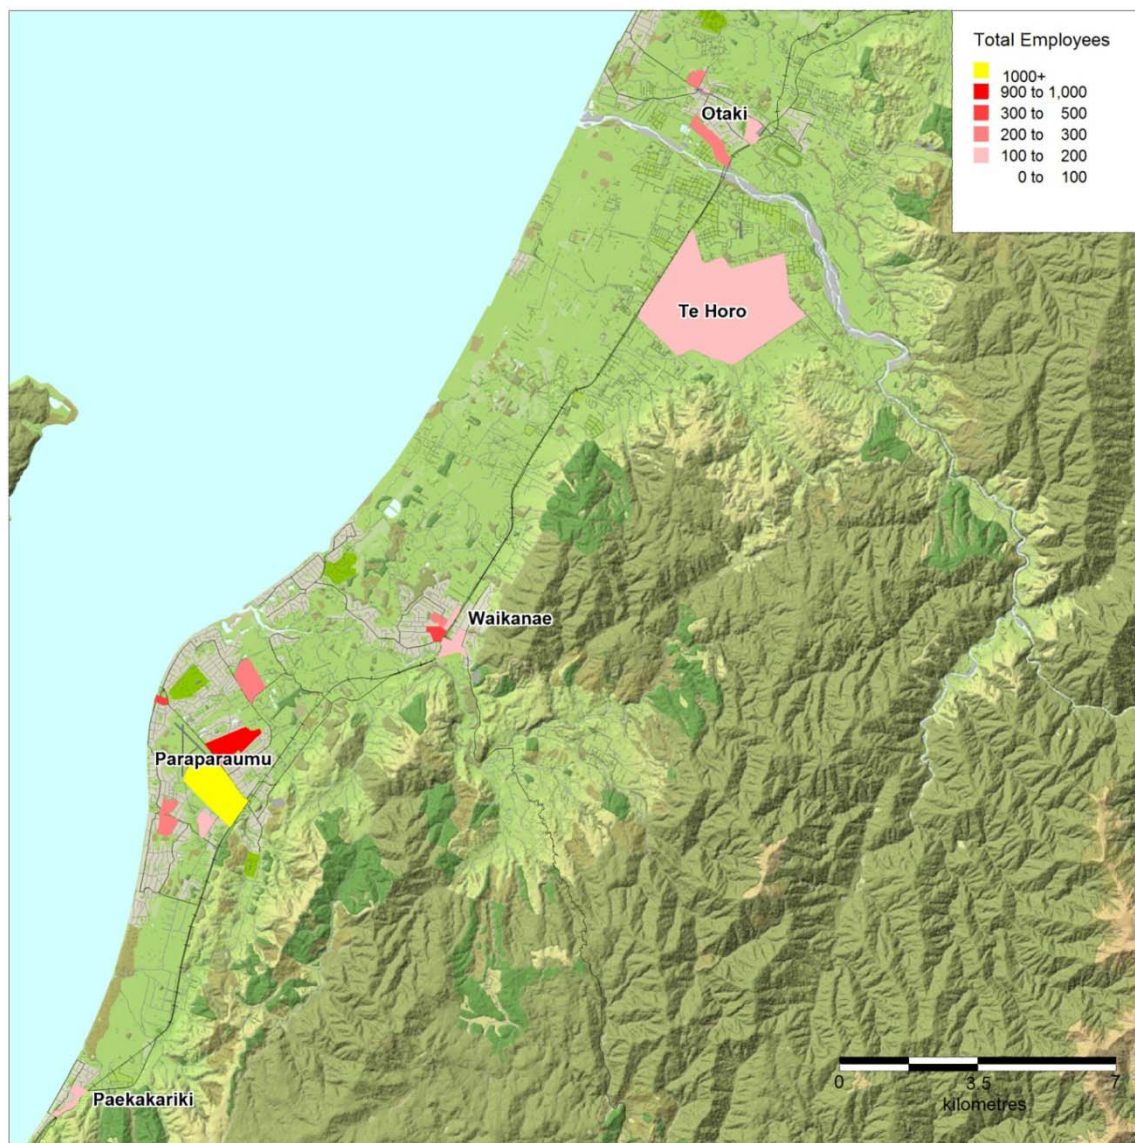 Total Employees
1000+
900 to 1,000
300 to 500
200 to 300
100 to 200
0 to 100
Otaki
Te Horo
Waikanae
Paraparaumu
Paekakariki
0 3.5 7
kilometres